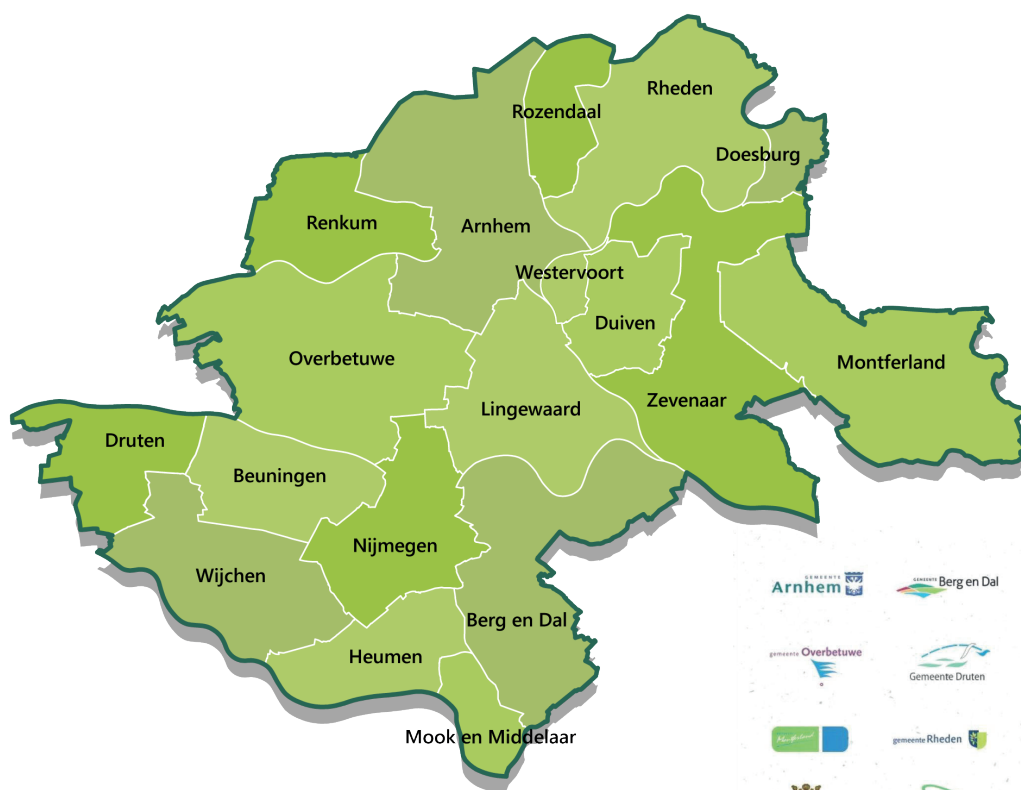 Rheden
Rozendaal
Doesburg
Renkum
Arnhem
Westervoort
Duiven
Overbetuwe
Montferland
Zevenaar
Lingewaard
Druten
Beuningen
Nijmegen
Wijchen
Berg en Dal
Heumen
Mook en Middelaar
GEMEENTE
Arnhem
GEMEENTE Berg en Dal
gemeente Overbetuwe
Gemeente Druten
Montferland
gemeente Rheden